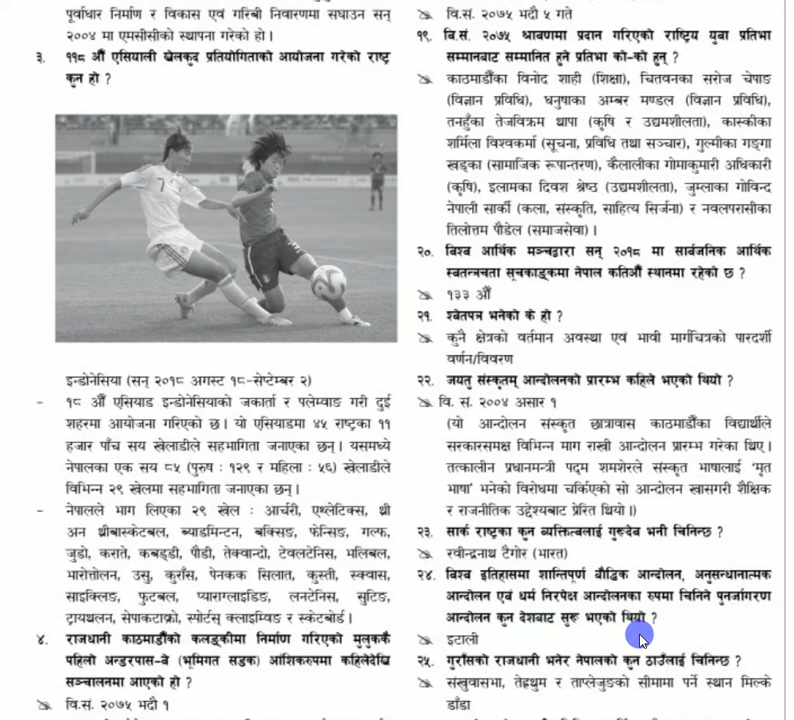 पूर्वाधार निर्माण र विकास एवं गरिबी निवारणमा सघाउन सन्
२००४ मा एमसीसीको स्थापना गरेको हो।
३. ११८ औं एसियाली खेलकुद प्रतियोगिताको आयोजना गरेको राष्ट्र
कुन हो ?
7
इन्डोनेसिया (सन् २०१८ अगस्ट १८-सेप्टेम्बर २)
- १८ औं एसियाड इन्डोनेसियाको जकार्ता र पलेम्वाङ गरी दुई
शहरमा आयोजना गरिएको छ। यो एसियाडमा ४५ राष्ट्रका ११
हजार पाँच सय खेलाडीले सहभागिता जनाएका छन्। यसमध्ये
नेपालका एक सय ८५ (पुरुष : १२९ र महिला : ५६) खेलाडीले
विभिन्न २९ खेलमा सहभागिता जनाएका छन्।
- नेपालले भाग लिएका २९ खेल : आर्चरी, एथ्लेटिक्स, थ्री
अन थ्रीबास्केटबल, ब्याडमिन्टन, बक्सिङ, फेन्सिङ, गल्फ,
जुडो, कराते, कबड्डी, पौडी, तेक्वान्दो, टेवलटेनिस, भलिबल,
भारोत्तोलन, उसु, कुराँस, पेनकक सिलात, कुस्ती, स्क्वास,
साइक्लिङ, फुटबल, प्याराग्लाइडिङ, लनटेनिस, सुटिङ,
ट्रायथलन, सेपाकटाक्रो, स्पोर्टस् क्लाइम्विङ र स्केटबोर्ड।
४. राजधानी काठमाडौंको कलङ्कीमा निर्माण गरिएको मुलुककै
पहिलो अन्डरपास-वे (भूमिगत सडक) आंशिकरुपमा कहिलेदेखि
सञ्चालनमा आएको हो ?
वि.सं. २०७५ भदौ १
वि.सं. २०७५ भदौ ५ गते
१९. बि.सं. २०७५ श्रावणमा प्रदान गरिएको राष्ट्रिय युबा प्रतिभा
सम्मानबाट सम्मानित हुने प्रतिभा को-को हुन् ?
काठमाडौंका विनोद शाही (शिक्षा), चितवनका सरोज चेपाङ
(विज्ञान प्रविधि), धनुषाका अम्बर मण्डल (विज्ञान प्रविधि),
तनहुँका तेजविक्रम थापा (कृषि र उद्यमशीलता), कास्कीका
शर्मिला विश्वकर्मा (सूचना, प्रविधि तथा सञ्चार), गुल्मीका गङ्गा
खड्का (सामाजिक रूपान्तरण), कैलालीका गोमाकुमारी अधिकारी
(कृषि), इलामका दिवश श्रेष्ठ (उद्यमशीलता), जुम्लाका गोविन्द
नेपाली सार्की (कला, संस्कृति, साहित्य सिर्जना) र नवलपरासीका
तिलोत्तम पौडेल (समाजसेवा)।
२०. बिश्व आर्थिक मञ्चद्वारा सन् २०१८ मा सार्बजनिक आर्थिक
स्बतन्त्रचता सूचकाङ्कमा नेपाल कतिऔं स्थानमा रहेको छ ?
१३३ औं
२१. श्बेतपत्र भनेको के हो ?
कुनै क्षेत्रको वर्तमान अवस्था एवं भावी मार्गचित्रको पारदर्शी
वर्णन/विवरण
२२. जयतु संस्कृतम् आन्दोलनको प्रारम्भ कहिले भएको थियो ?
वि. सं. २००४ असार १
(यो आन्दोलन संस्कृत छात्रावास काठमाडौंका विद्यार्थीले
सरकारसमक्ष विभिन्न माग राखी आन्दोलन प्रारम्भ गरेका थिए।
तत्कालीन प्रधानमन्त्री पद्म शमशेरले संस्कृत भाषालाई ‘मृत
भाषा’ भनेको विरोधमा चर्किएको सो आन्दोलन खासगरी शैक्षिक
र राजनीतिक उद्देश्यबाट प्रेरित थियो।)
२३. सार्क राष्ट्रका कुन ब्यक्तित्वलाई गुरूदेब भनी चिनिन्छ ?
रवीन्द्रनाथ टैगोर (भारत)
२४. बिश्व इतिहासमा शान्तिपूर्ण बौद्धिक आन्दोलन, अनुसन्धानात्मक
आन्दोलन एबं धर्म निरपेक्ष आन्दोलनका रुपमा चिनिने पुनर्जागरण
आन्दोलन कुन देशबाट सुरू भएको थियो ?
इटाली
२५. गुराँसको राजधानी भनेर नेपालको कुन ठाउँलाई चिनिन्छ ?
संखुवासभा, तेह्रथुम र ताप्लेजुङको सीमामा पर्ने स्थान मिल्के
डाँडा